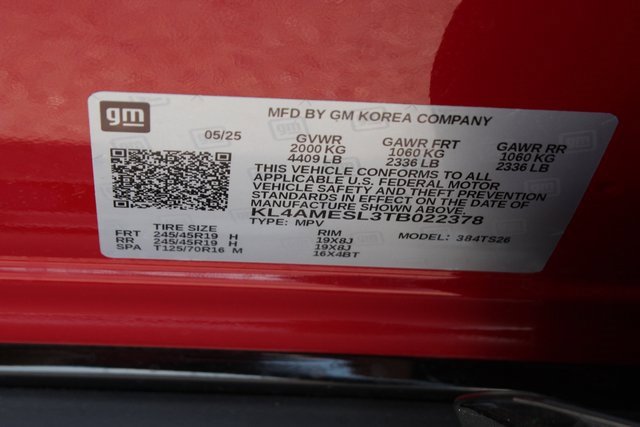 gm
MFD BY GM KOREA COMPANY
05/25 GVWR GAWR FRT GAWR RR
2000 KG 1060 KG 1060 KG
4409 LB 2336 LB 2336 LB
THIS VEHICLE CONFORMS TO ALL
APPLICABLE U.S. FEDERAL MOTOR
VEHICLE SAFETY AND THEFT PREVENTION
STANDARDS IN EFFECT ON THE DATE OF
MANUFACTURE SHOWN ABOVE.
KL4AMESL3TB022378
TYPE: MPV
TIRE SIZE RIM MODEL: 384TS26
FRT 245/45R19 H 19X8J
RR 245/45R19 H 19X8J
SPA T125/70R16 M 16X4BT